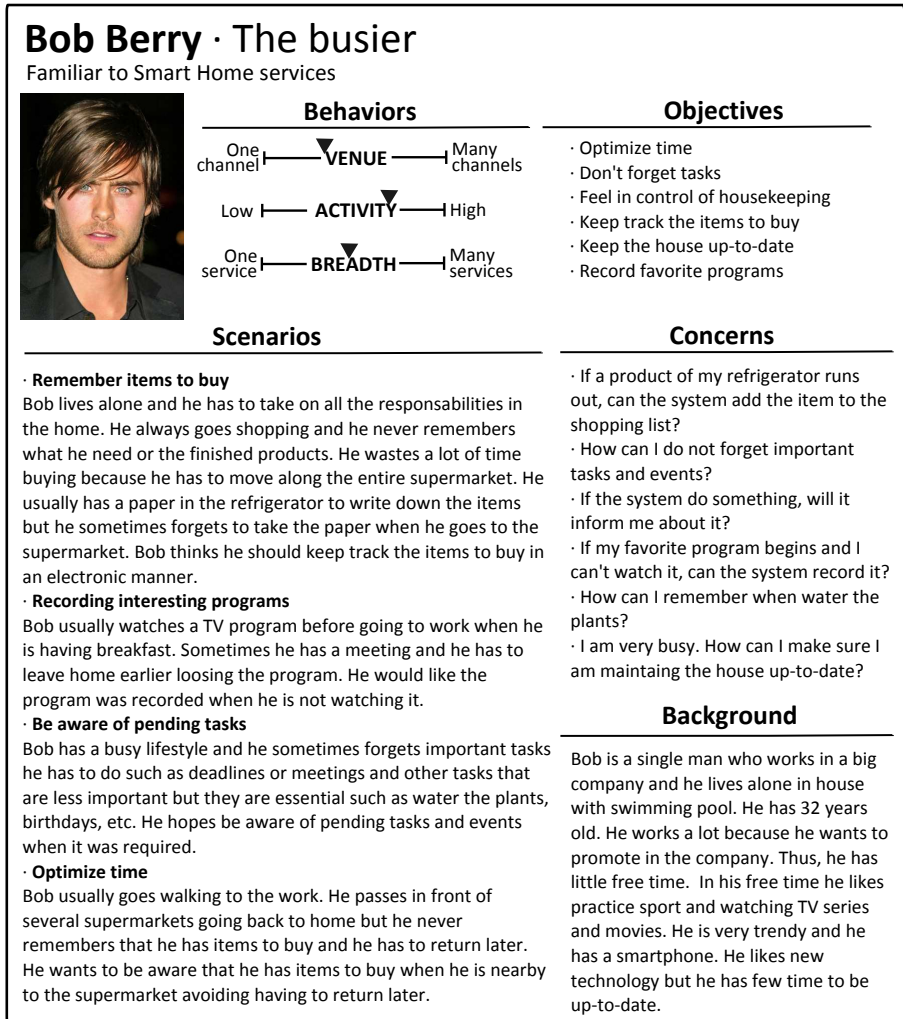 Bob Berry · The busier
Familiar to Smart Home services
Behaviors
One channel VENUE Many channels
Low ACTIVITY High
One service BREADTH Many services
Objectives
· Optimize time
· Don't forget tasks
· Feel in control of housekeeping
· Keep track the items to buy
· Keep the house up-to-date
· Record favorite programs
Scenarios
· Remember items to buy
Bob lives alone and he has to take on all the responsabilities in
the home. He always goes shopping and he never remembers
what he need or the finished products. He wastes a lot of time
buying because he has to move along the entire supermarket. He
usually has a paper in the refrigerator to write down the items
but he sometimes forgets to take the paper when he goes to the
supermarket. Bob thinks he should keep track the items to buy in
an electronic manner.
· Recording interesting programs
Bob usually watches a TV program before going to work when he
is having breakfast. Sometimes he has a meeting and he has to
leave home earlier loosing the program. He would like the
program was recorded when he is not watching it.
· Be aware of pending tasks
Bob has a busy lifestyle and he sometimes forgets important tasks
he has to do such as deadlines or meetings and other tasks that
are less important but they are essential such as water the plants,
birthdays, etc. He hopes be aware of pending tasks and events
when it was required.
· Optimize time
Bob usually goes walking to the work. He passes in front of
several supermarkets going back to home but he never
remembers that he has items to buy and he has to return later.
He wants to be aware that he has items to buy when he is nearby
to the supermarket avoiding having to return later.
Concerns
· If a product of my refrigerator runs
out, can the system add the item to the
shopping list?
· How can I do not forget important
tasks and events?
· If the system do something, will it
inform me about it?
· If my favorite program begins and I
can't watch it, can the system record it?
· How can I remember when water the
plants?
· I am very busy. How can I make sure I
am maintaing the house up-to-date?
Background
Bob is a single man who works in a big
company and he lives alone in house
with swimming pool. He has 32 years
old. He works a lot because he wants to
promote in the company. Thus, he has
little free time.  In his free time he likes
practice sport and watching TV series
and movies. He is very trendy and he
has a smartphone. He likes new
technology but he has few time to be
up-to-date.